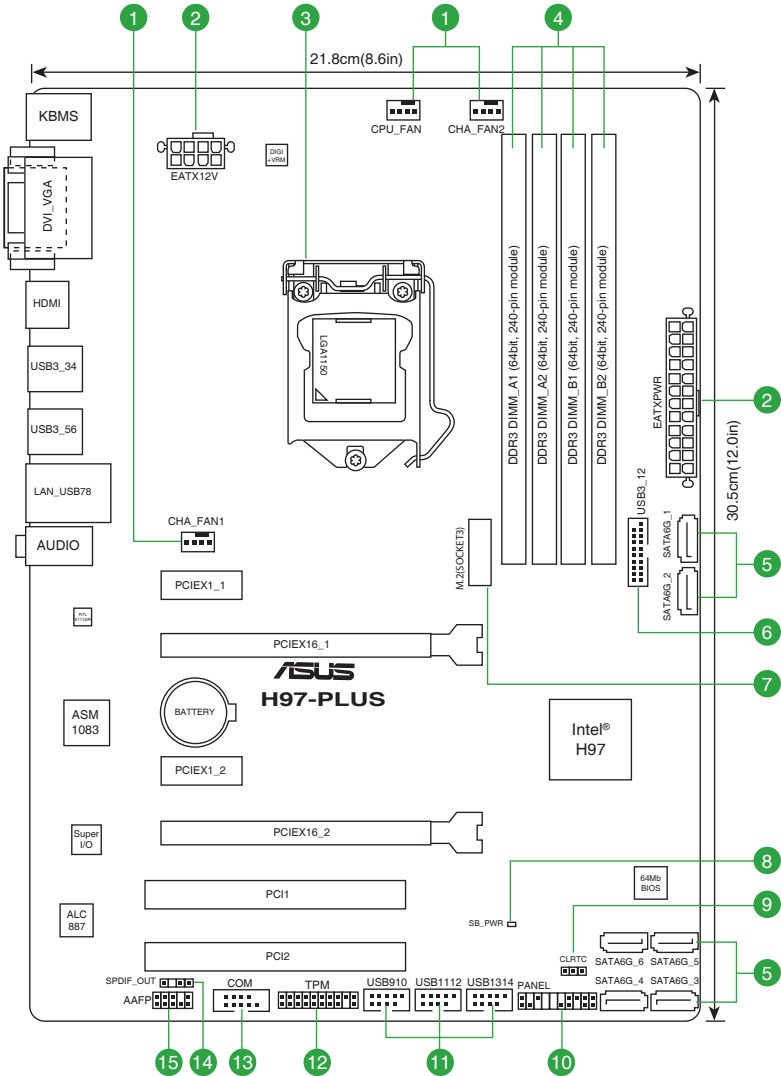 1
2
3
1
4
21.8cm(8.6in)
KBMS
CPU_FAN
CHA_FAN2
EATX12V
DIGI
+VRM
DVI_VGA
HDMI
USB3_34
USB3_56
LAN_USB78
AUDIO
LGA1150
DDR3 DIMM_A1 (64bit, 240-pin module)
DDR3 DIMM_A2 (64bit, 240-pin module)
DDR3 DIMM_B1 (64bit, 240-pin module)
DDR3 DIMM_B2 (64bit, 240-pin module)
EATXPWR
2
30.5cm(12.0in)
USB3_12
SATA6G_1
SATA6G_2
5
6
1
CHA_FAN1
M.2(SOCKET3)
7
PCIEX1_1
RTL
8111GR
PCIEX16_1
ASUS
H97-PLUS
BATTERY
ASM
1083
Intel®
H97
PCIEX1_2
Super
I/O
PCIEX16_2
8
64Mb
BIOS
PCI1
ALC
887
SB_PWR
9
CLRTC
SATA6G_6
SATA6G_5
PCI2
5
SPDIF_OUT
SATA6G_4
SATA6G_3
AAFP
COM
TPM
USB910
USB1112
USB1314
PANEL
15
14
13
12
11
10